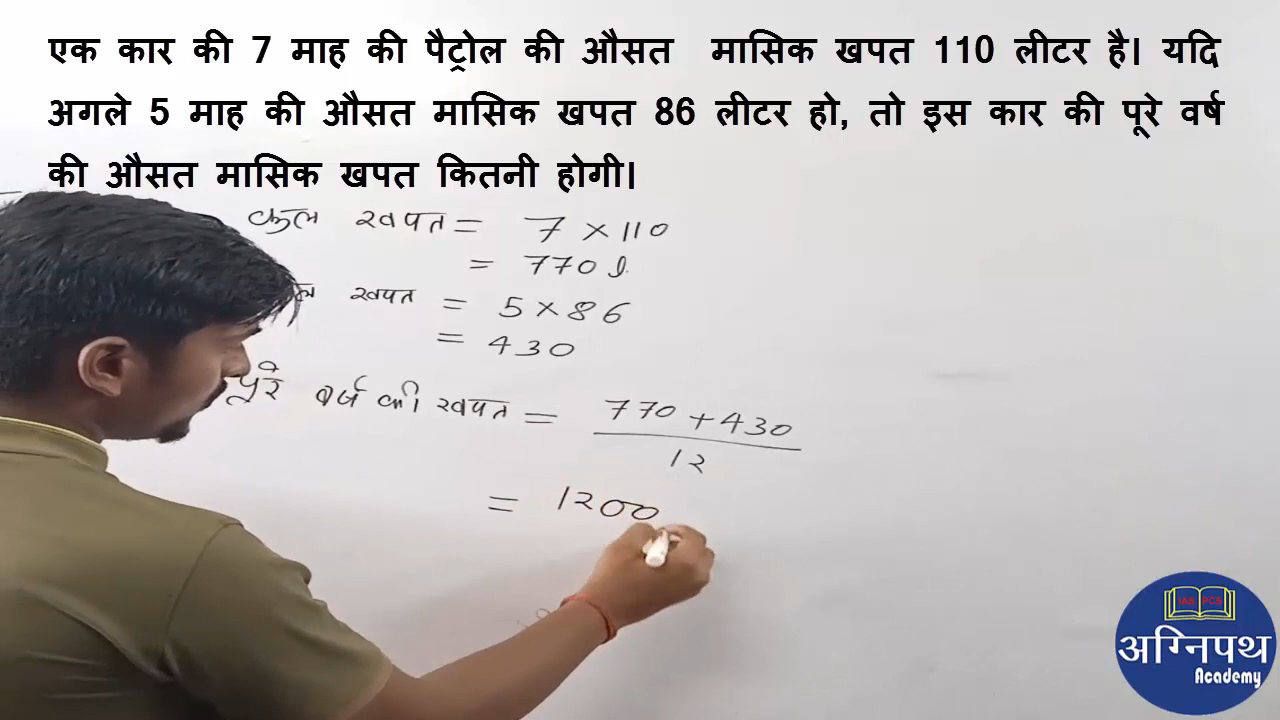 एक कार की 7 माह की पैट्रोल की औसत मासिक खपत 110 लीटर है। यदि
अगले 5 माह की औसत मासिक खपत 86 लीटर हो, तो इस कार की पूरे वर्ष
की औसत मासिक खपत कितनी होगी।
कुल खपत = 7 × 110
= 770 l.
खपत = 5 × 86
= 430
पूरे वर्ष की खपत = 770 + 430
12
= 1200
IAS PCS
अग्निपथ
Academy